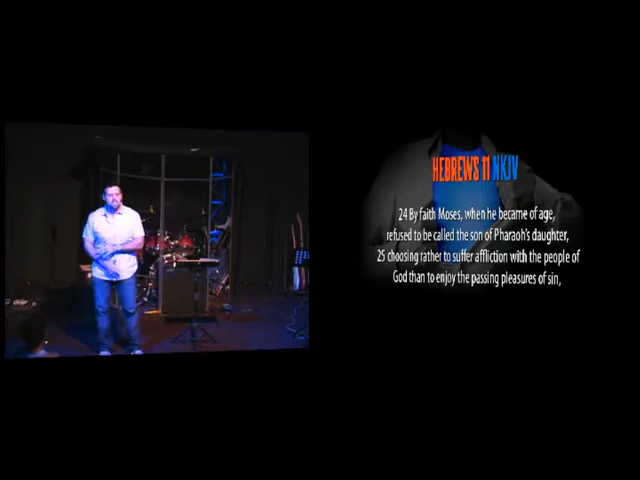 HEBREWS 11 NKJV
24 By faith Moses, when he became of age,
refused to be called the son of Pharaoh's daughter,
25 choosing rather to suffer affliction with the people of
God than to enjoy the passing pleasures of sin,